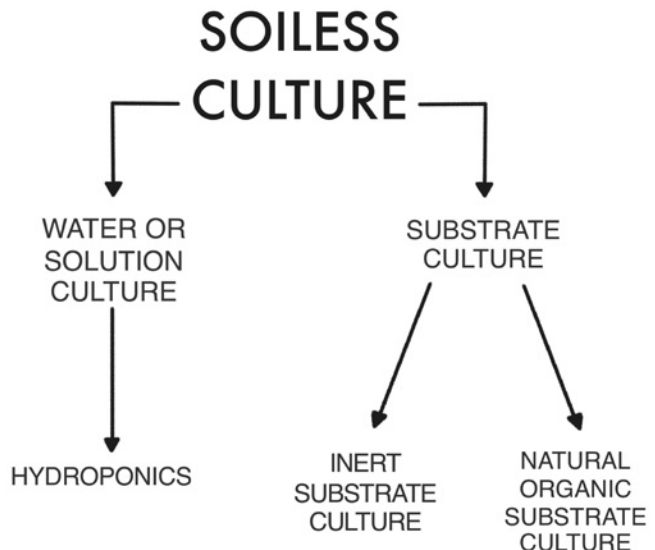 SOILESS
CULTURE
WATER OR
SOLUTION
CULTURE
SUBSTRATE
CULTURE
HYDROPONICS
INERT
SUBSTRATE
CULTURE
NATURAL
ORGANIC
SUBSTRATE
CULTURE